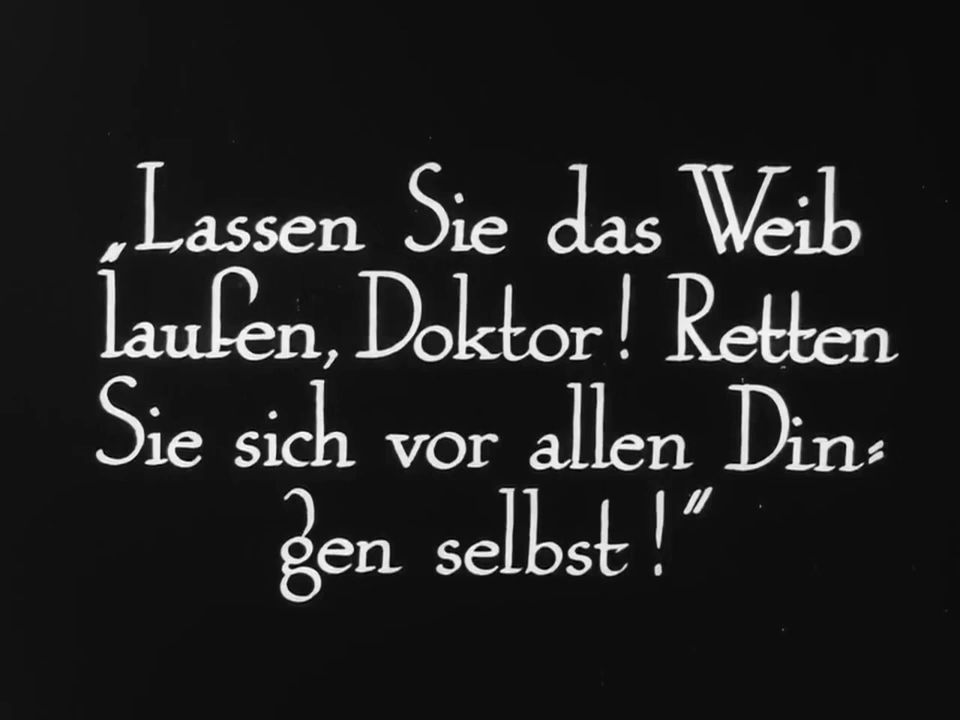 „Lassen Sie das Weib
laufen, Doktor! Retten
Sie sich vor allen Din⸗
gen selbst!”